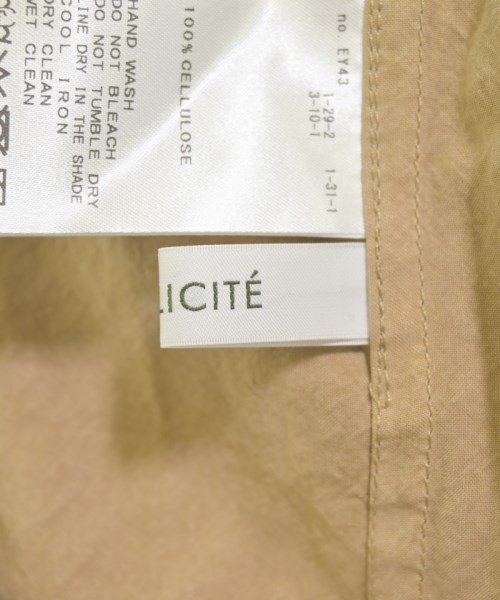 no. EY43
1-29-2 1-31-1
3-10-1
100% CELLULOSE
HAND WASH
DO NOT BLEACH
DO NOT TUMBLE DRY
LINE DRY IN THE SHADE
COOL IRON
DRY CLEAN
WET CLEAN
LICITÉ